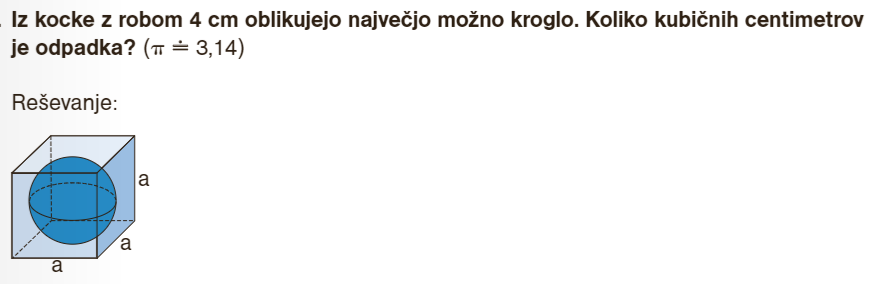 Iz kocke z robom 4 cm oblikujejo največjo možno kroglo. Koliko kubičnih centimetrov
je odpadka? (π ≐ 3,14)
Reševanje:
a
a
a